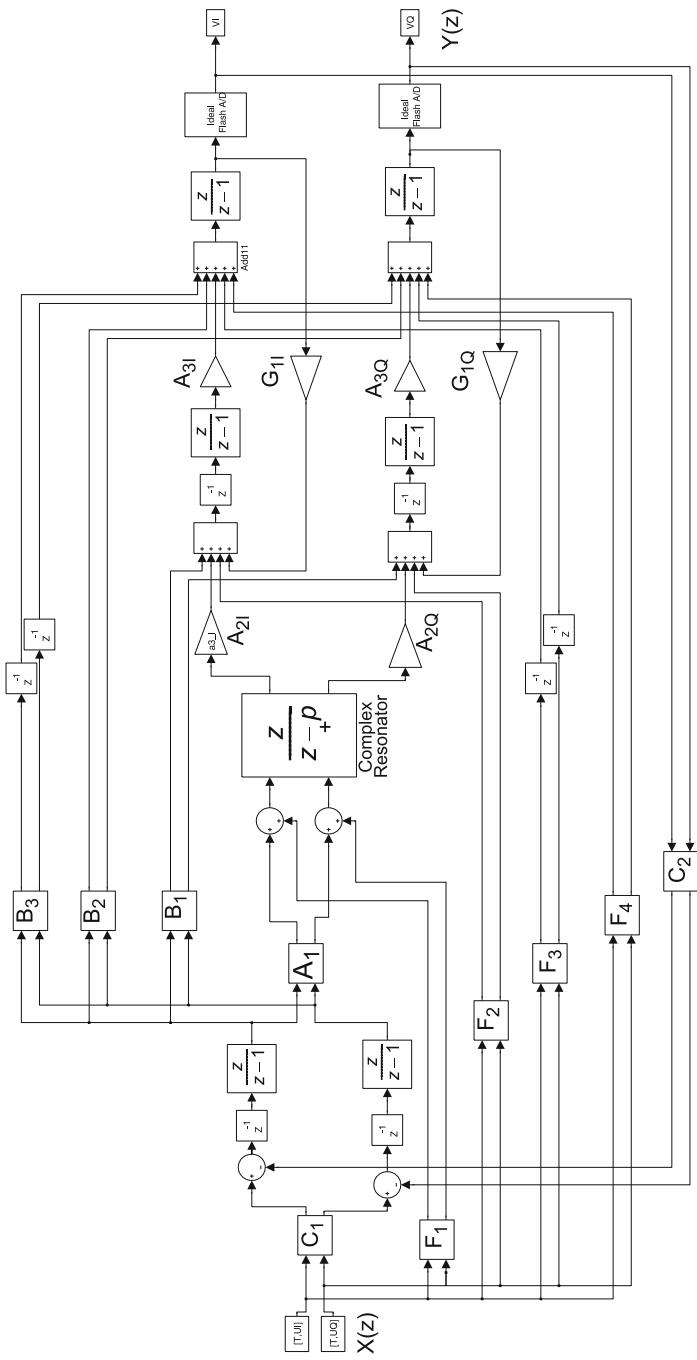 B3
z-1
z-1
B2
B1
A3I
z-1
z
z − 1
z-1
z
z − 1
z
z − 1
Ideal
Flash A/D
VI
a3_I
A2I
Add11
G1I
C1
[T,UI]
[T,UQ]
X(z)
A1
z
z − p
+
Complex
Resonator
A2Q
A3Q
z-1
z
z − 1
z-1
z
z − 1
z
z − 1
Ideal
Flash A/D
VQ
Y(z)
G1Q
F1
F2
F3
z-1
z-1
F4
C2